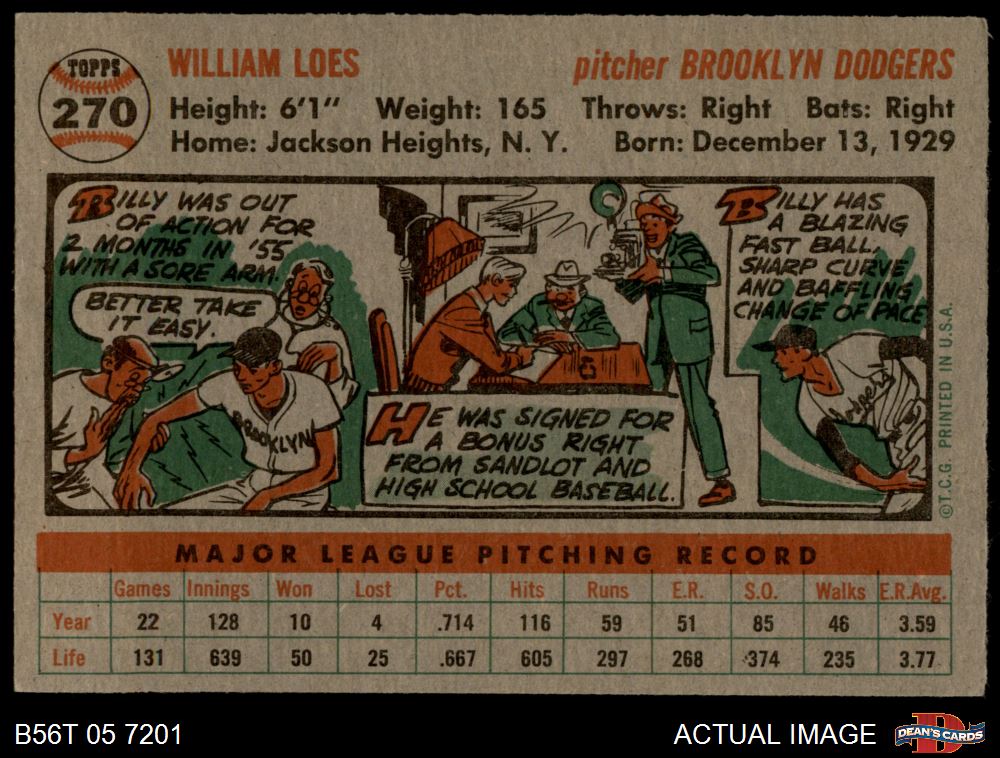 TOPPS
270
WILLIAM LOES
pitcher BROOKLYN DODGERS
Height: 6'1" Weight: 165 Throws: Right Bats: Right
Home: Jackson Heights, N. Y. Born: December 13, 1929
BILLY WAS OUT
OF ACTION FOR
2 MONTHS IN '55
WITH A SORE ARM.
BETTER TAKE
IT EASY.
BROOKLYN
HE WAS SIGNED FOR
A BONUS RIGHT
FROM SANDLOT AND
HIGH SCHOOL BASEBALL.
BILLY HAS
A BLAZING
FAST BALL,
SHARP CURVE
AND BAFFLING
CHANGE OF PACE
Dodgers
©T.C.G. PRINTED IN U.S.A.
MAJOR LEAGUE PITCHING RECORD
Games Innings Won Lost Pct. Hits Runs E.R. S.O. Walks E.R.Avg.
Year 22 128 10 4 .714 116 59 51 85 46 3.59
Life 131 639 50 25 .667 605 297 268 374 235 3.77
B56T 05 7201
ACTUAL IMAGE
DEAN'S CARDS